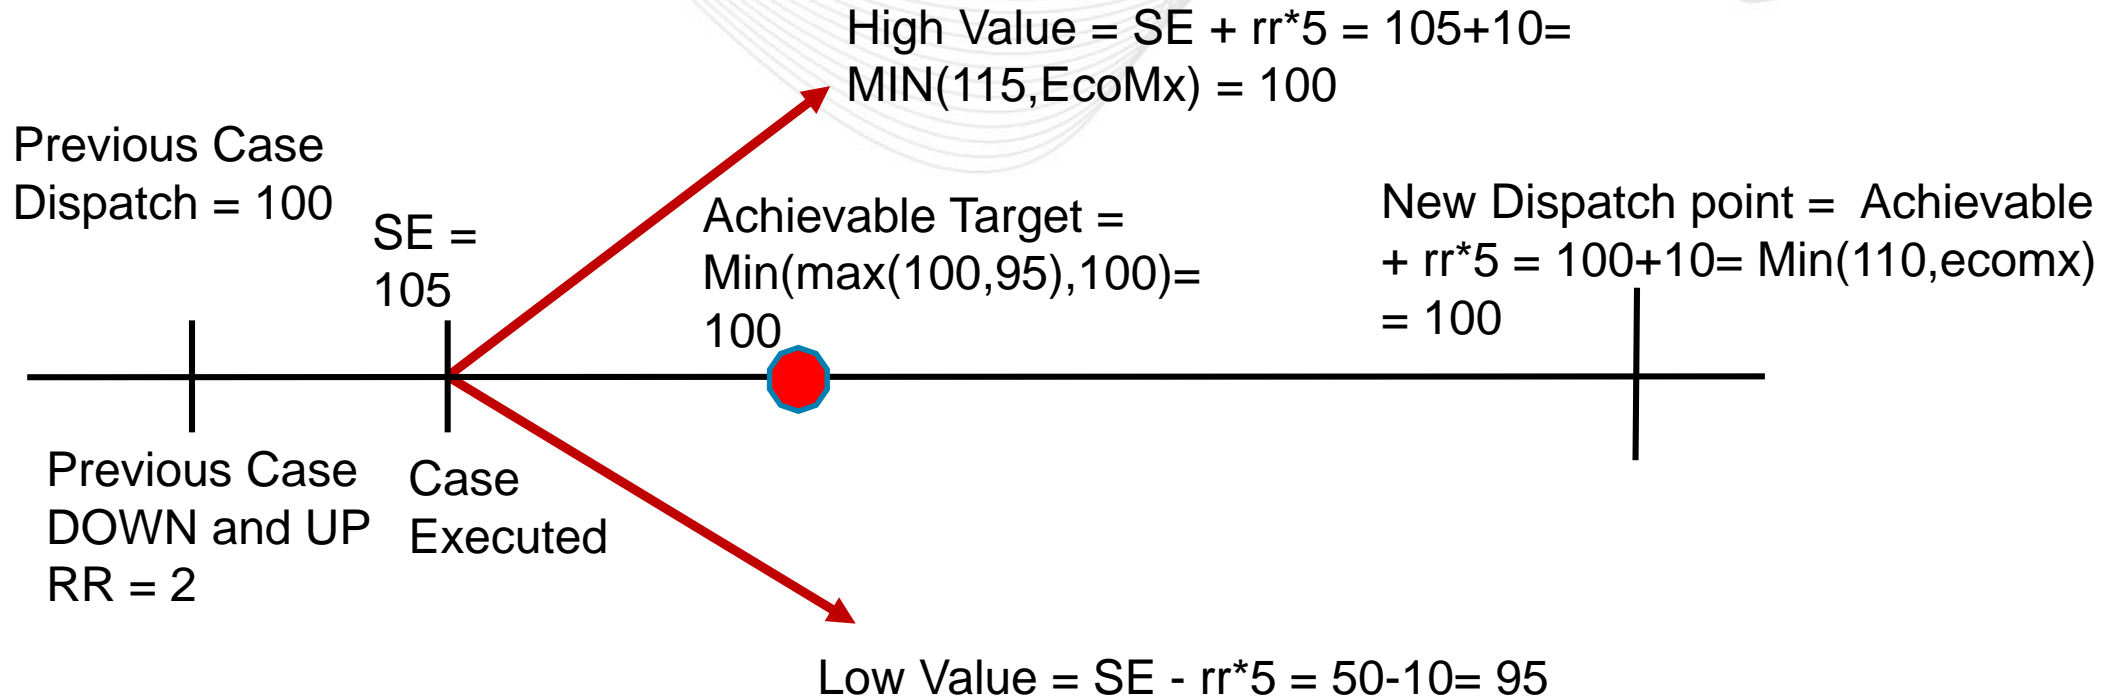 High Value = SE + rr*5 = 105+10=
MIN(115,EcoMx) = 100
Previous Case
Dispatch = 100
SE =
105
Achievable Target =
Min(max(100,95),100)=
100
New Dispatch point =  Achievable
+ rr*5 = 100+10= Min(110,ecomx)
= 100
Previous Case
DOWN and UP
RR = 2
Case
Executed
Low Value = SE - rr*5 = 50-10= 95